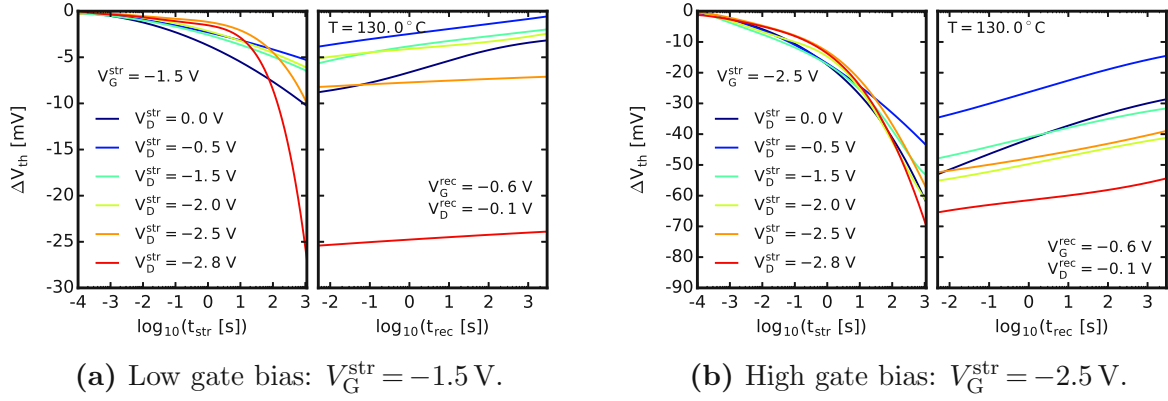 0
-5
-10
-15
-20
-25
-30
ΔV_th [mV]
V_G^str = −1.5 V
V_D^str = 0.0 V
V_D^str = −0.5 V
V_D^str = −1.5 V
V_D^str = −2.0 V
V_D^str = −2.5 V
V_D^str = −2.8 V
-4 -3 -2 -1 0 1 2 3
log10(t_str [s])
T = 130.0°C
V_G^rec = −0.6
V_D^rec = −0.1
-2 -1 0 1 2 3
log10(t_rec [s])
(a) Low gate bias: V_G^str = −1.5 V.
0
-10
-20
-30
-40
-50
-60
-70
-80
-90
ΔV_th [mV]
V_G^str = −2.5 V
V_D^str = 0.0 V
V_D^str = −0.5 V
V_D^str = −1.5 V
V_D^str = −2.0 V
V_D^str = −2.5 V
V_D^str = −2.8 V
-4 -3 -2 -1 0 1 2 3
log10(t_str [s])
T = 130.0°C
V_G^rec = −0.6
V_D^rec = −0.1
-2 -1 0 1 2 3
log10(t_rec [s])
(b) High gate bias: V_G^str = −2.5 V.